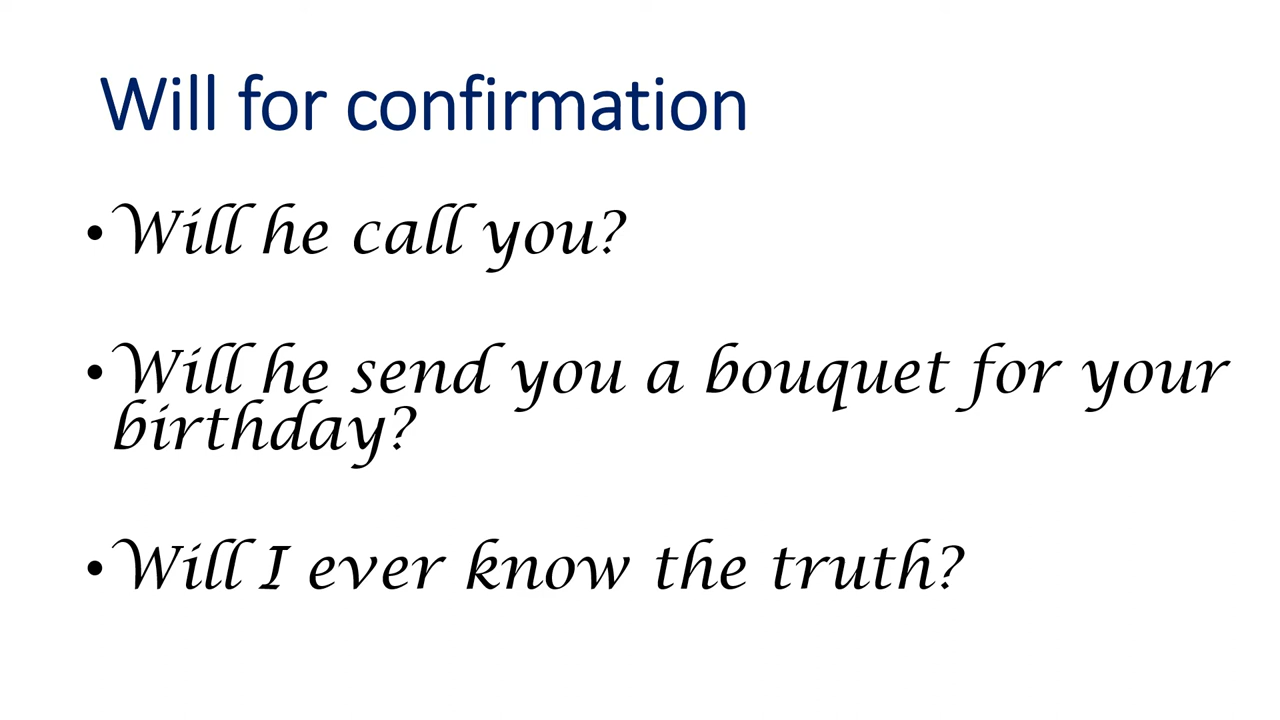 Will for confirmation
• Will he call you?
• Will he send you a bouquet for your
birthday?
• Will I ever know the truth?